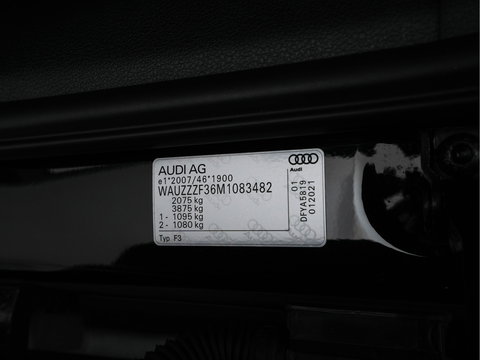 AUDI AG
Audi
e1*2007/46*1900
WAUZZZF36M1083482
2075 kg
3875 kg
1- 1095 kg
2- 1080 kg
Typ F3
01
DFYA5819
012021